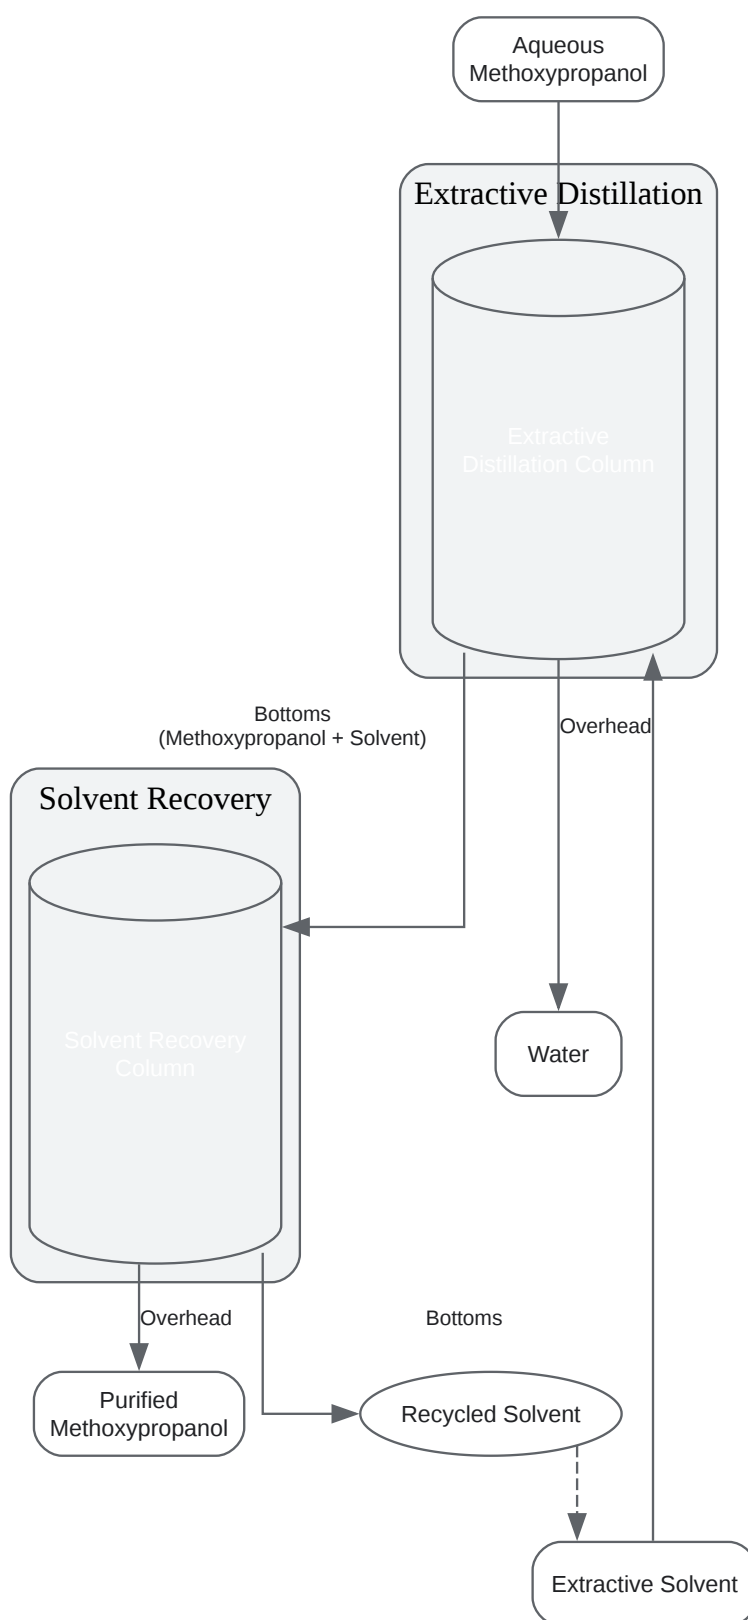 Aqueous
Methoxypropanol
Extractive Distillation
Extractive
Distillation Column
Bottoms
(Methoxypropanol + Solvent)
Overhead
Solvent Recovery
Solvent Recovery
Column
Water
Overhead
Bottoms
Purified
Methoxypropanol
Recycled Solvent
Extractive Solvent